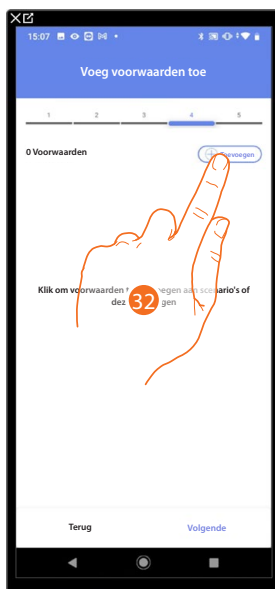 15:07
Voeg voorwaarden toe
1 2 3 4 5
0 Voorwaarden
Toevoegen
Klik om voorwaarden t egen aan scenario's of
dez gen
32
Terug
Volgende